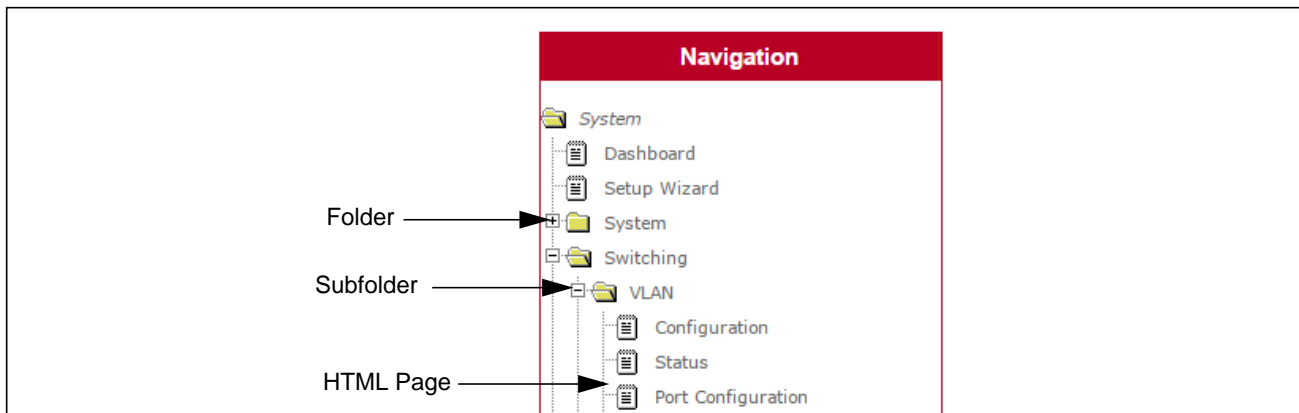 Navigation
System
Dashboard
Setup Wizard
Folder
System
Switching
Subfolder
VLAN
Configuration
Status
HTML Page
Port Configuration